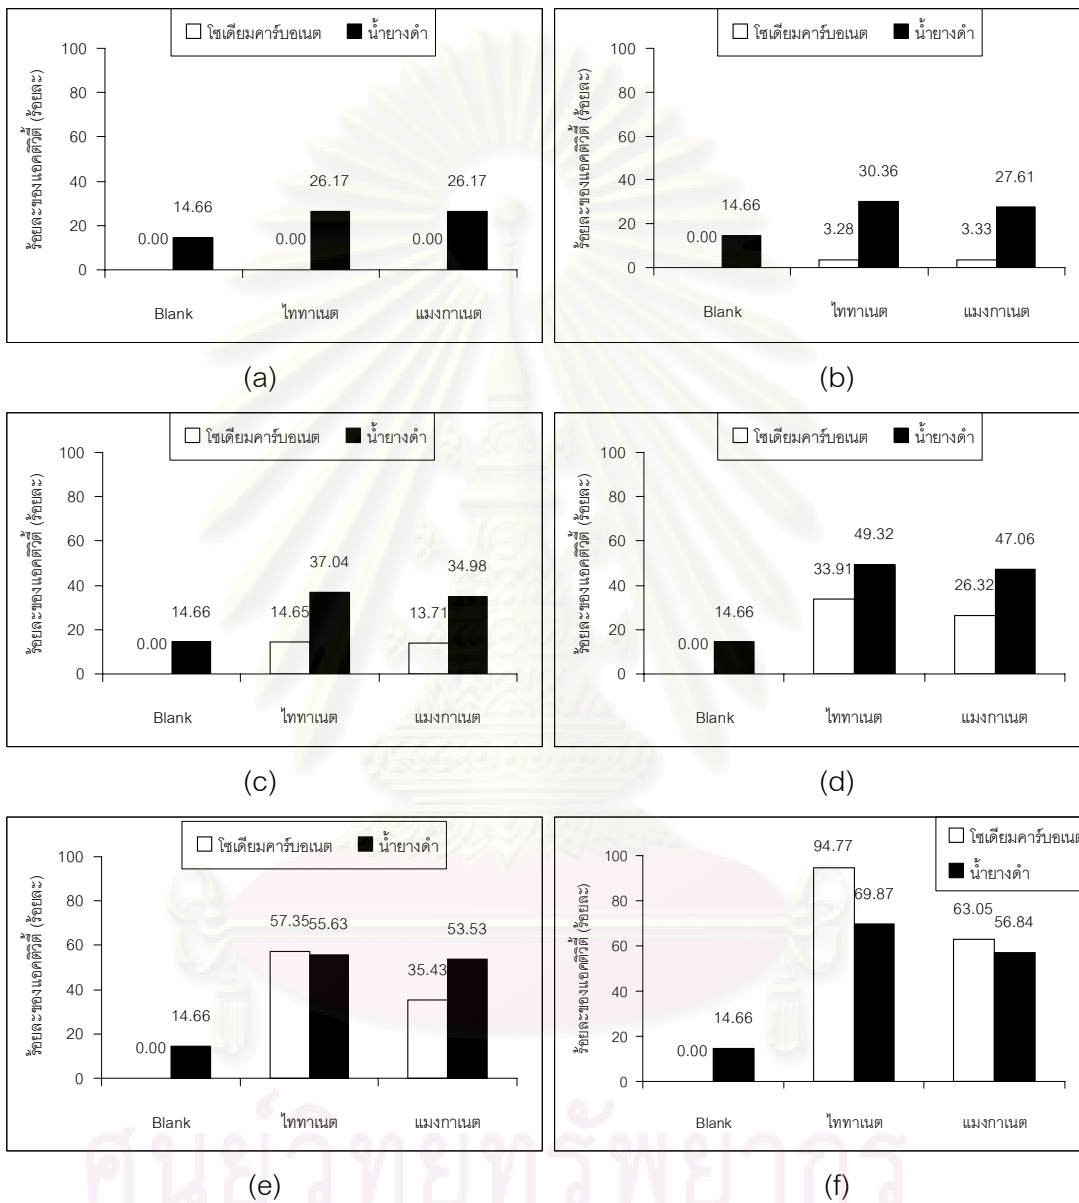 โซเดียมคาร์บอเนต น้ำยางดำ
ร้อยละของแอคติวิตี้ (ร้อยละ)
100
80
60
40
20
0
0.00 14.66 0.00 26.17 0.00 26.17
Blank ไททาเนต แมงกาเนต
(a)
โซเดียมคาร์บอเนต น้ำยางดำ
ร้อยละของแอคติวิตี้ (ร้อยละ)
100
80
60
40
20
0
0.00 14.66 3.28 30.36 3.33 27.61
Blank ไททาเนต แมงกาเนต
(b)
โซเดียมคาร์บอเนต น้ำยางดำ
ร้อยละของแอคติวิตี้ (ร้อยละ)
100
80
60
40
20
0
0.00 14.66 14.65 37.04 13.71 34.98
Blank ไททาเนต แมงกาเนต
(c)
โซเดียมคาร์บอเนต น้ำยางดำ
ร้อยละของแอคติวิตี้ (ร้อยละ)
100
80
60
40
20
0
0.00 14.66 33.91 49.32 26.32 47.06
Blank ไททาเนต แมงกาเนต
(d)
โซเดียมคาร์บอเนต น้ำยางดำ
ร้อยละของแอคติวิตี้ (ร้อยละ)
100
80
60
40
20
0
0.00 14.66 57.35 55.63 35.43 53.53
Blank ไททาเนต แมงกาเนต
(e)
โซเดียมคาร์บอเนต
น้ำยางดำ
ร้อยละของแอคติวิตี้ (ร้อยละ)
100
80
60
40
20
0
0.00 14.66 94.77 69.87 63.05 56.84
Blank ไททาเนต แมงกาเนต
(f)
ศูนย์วิทยทรัพยากร